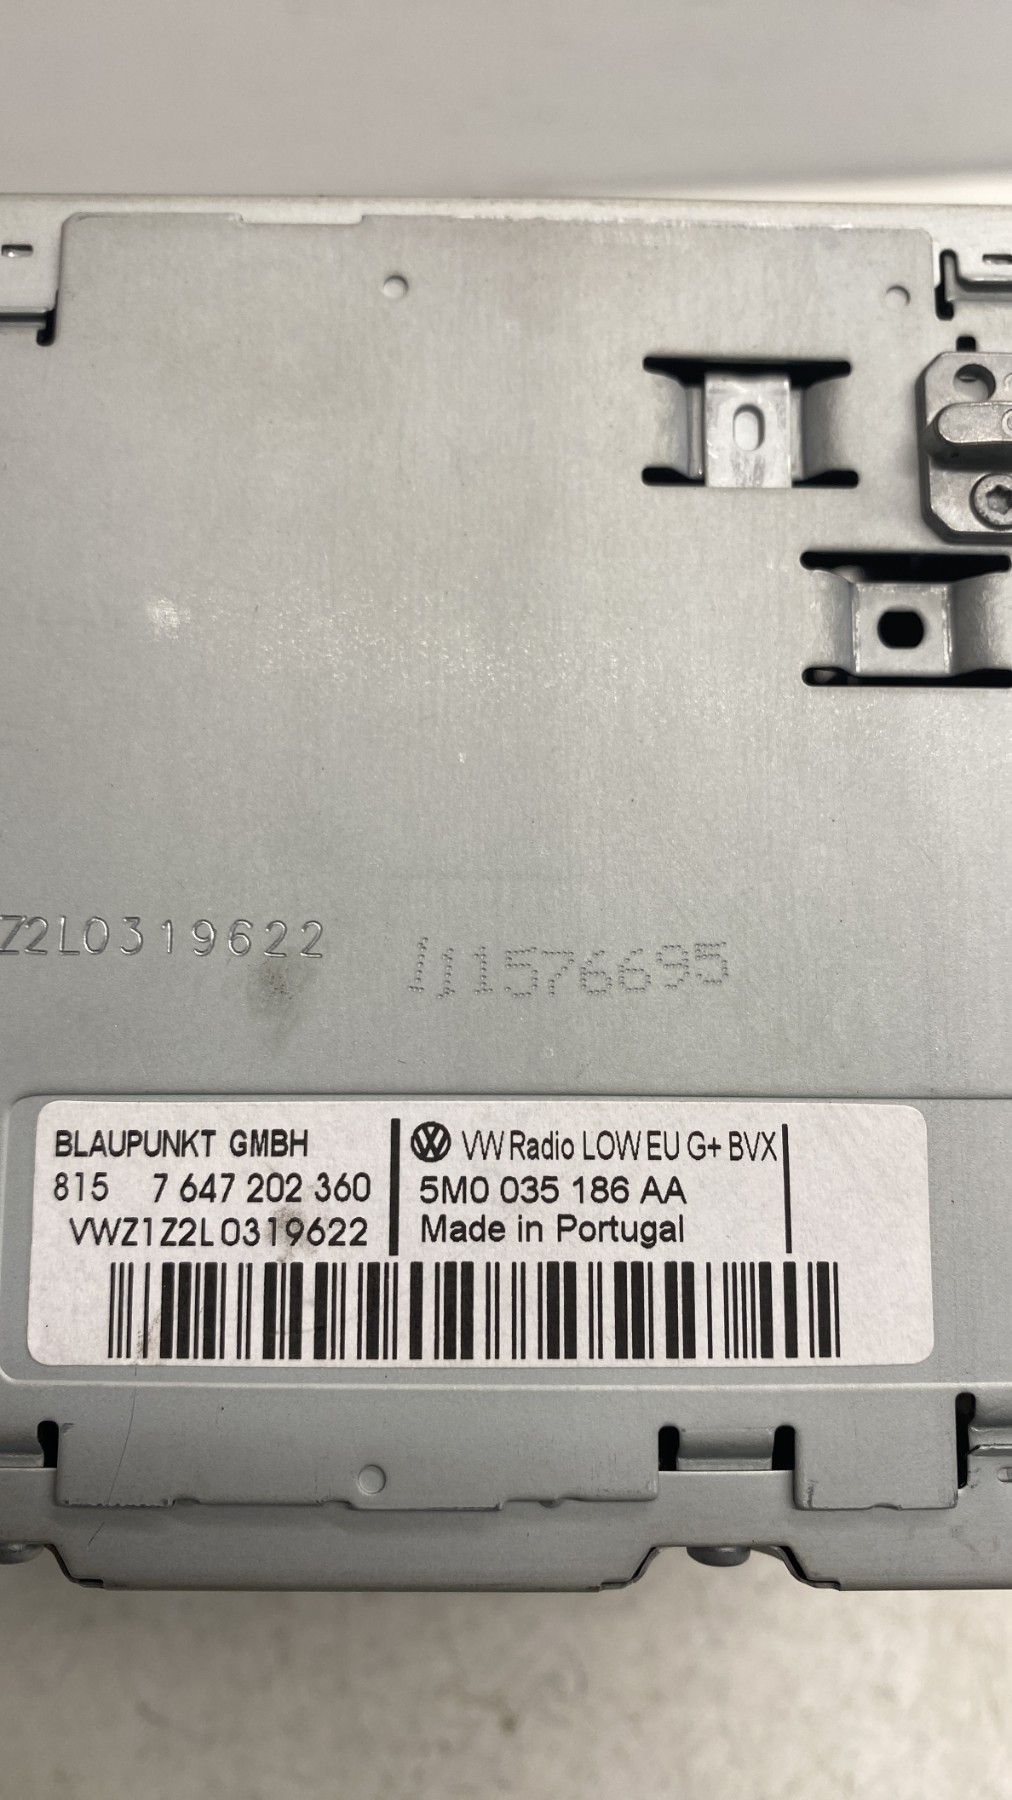 Z2L0319622
111576695
BLAUPUNKT GMBH
815 7 647 202 360
VWZ1Z2L0319622
VW Radio LOW EU G+ BVX
5M0 035 186 AA
Made in Portugal